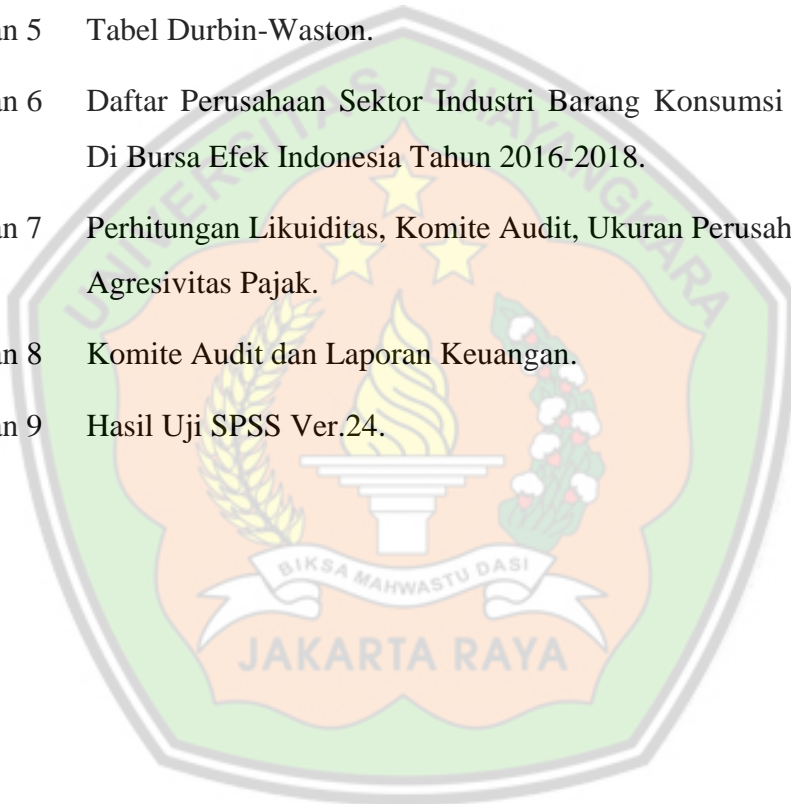 an 5 Tabel Durbin-Waston.
an 6 Daftar Perusahaan Sektor Industri Barang Konsumsi
Di Bursa Efek Indonesia Tahun 2016-2018.
an 7 Perhitungan Likuiditas, Komite Audit, Ukuran Perusah
Agresivitas Pajak.
an 8 Komite Audit dan Laporan Keuangan.
an 9 Hasil Uji SPSS Ver.24.
UNIVERSITAS BHAYANGKARA
BIKSA MAHWASTU DASI
JAKARTA RAYA